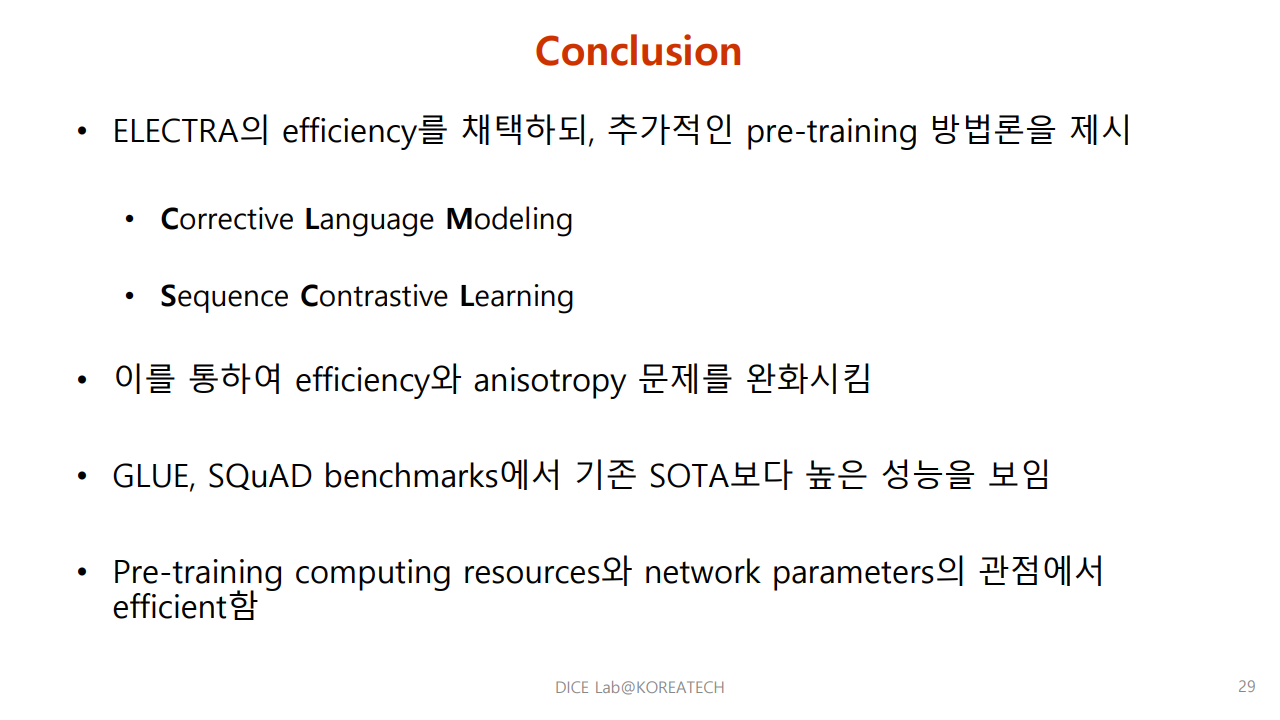 Conclusion
• ELECTRA의 efficiency를 채택하되, 추가적인 pre-training 방법론을 제시
• Corrective Language Modeling
• Sequence Contrastive Learning
• 이를 통하여 efficiency와 anisotropy 문제를 완화시킴
• GLUE, SQuAD benchmarks에서 기존 SOTA보다 높은 성능을 보임
• Pre-training computing resources와 network parameters의 관점에서
efficient함
DICE Lab@KOREATECH
29